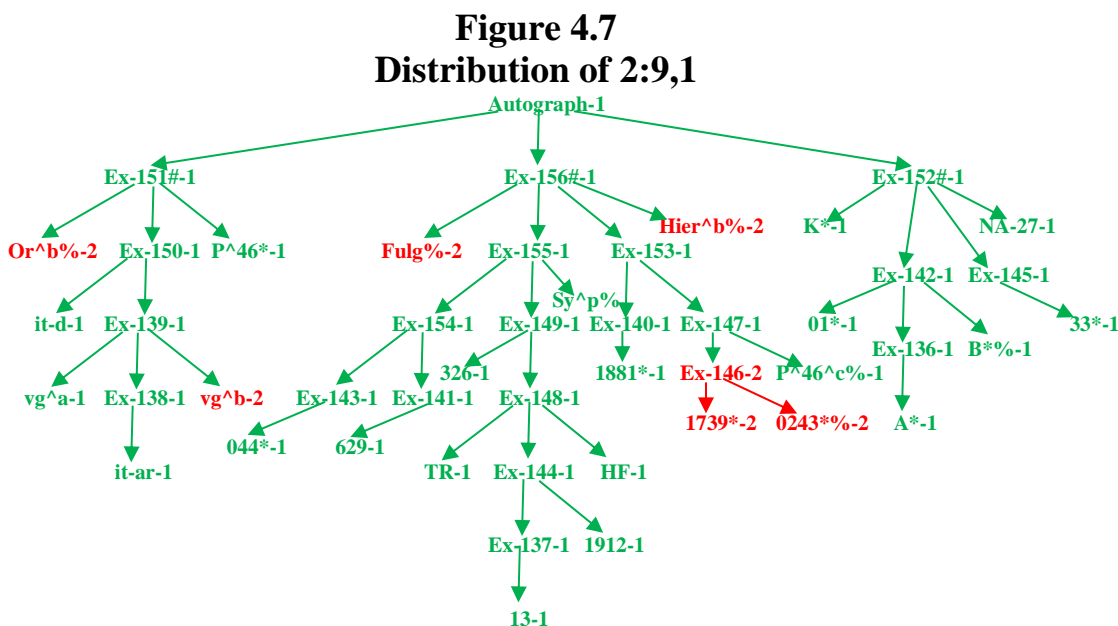 Figure 4.7
Distribution of 2:9,1
Autograph-1
Ex-151#-1 Ex-156#-1 Ex-152#-1
Or^b%-2 Ex-150-1 P^46*-1 Fulg%-2 Ex-155-1 Ex-153-1 Hier^b%-2 K*-1 NA-27-1
Ex-142-1 Ex-145-1
Sy^p%
it-d-1 Ex-139-1 Ex-154-1 Ex-149-1 Ex-140-1 Ex-147-1 01*-1 33*-1
Ex-136-1 B*%-1
326-1 1881*-1 Ex-146-2 P^46^c%-1
vg^a-1 Ex-138-1 vg^b-2 Ex-143-1 Ex-141-1 Ex-148-1
1739*-2 0243*%-2 A*-1
044*-1 629-1
it-ar-1 TR-1 Ex-144-1 HF-1
Ex-137-1 1912-1
13-1